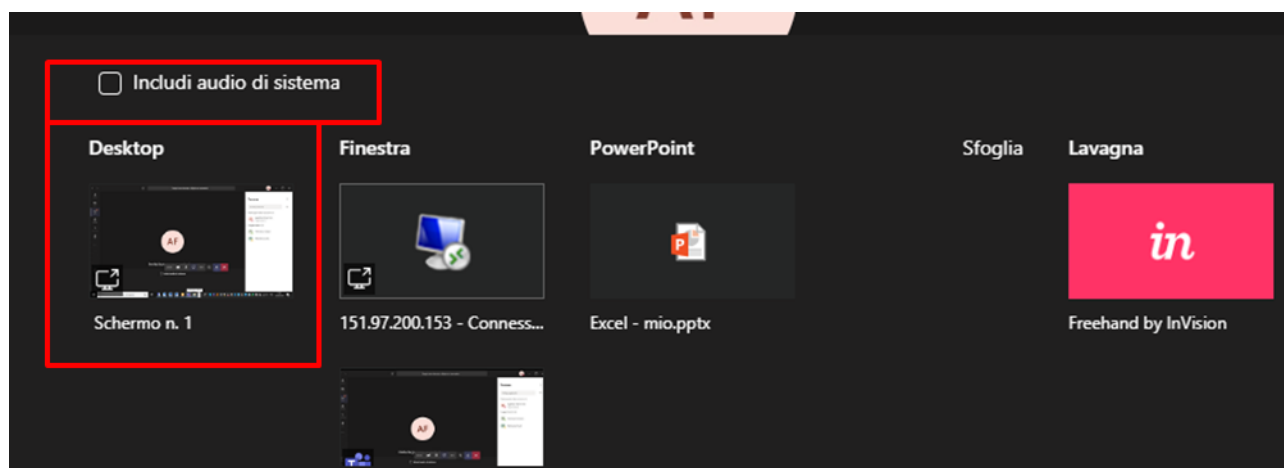 AF
Includi audio di sistema
Desktop
Finestra
PowerPoint
Sfoglia
Lavagna
AF
P
in
Schermo n. 1
151.97.200.153 - Conness...
Excel - mio.pptx
Freehand by InVision
AF